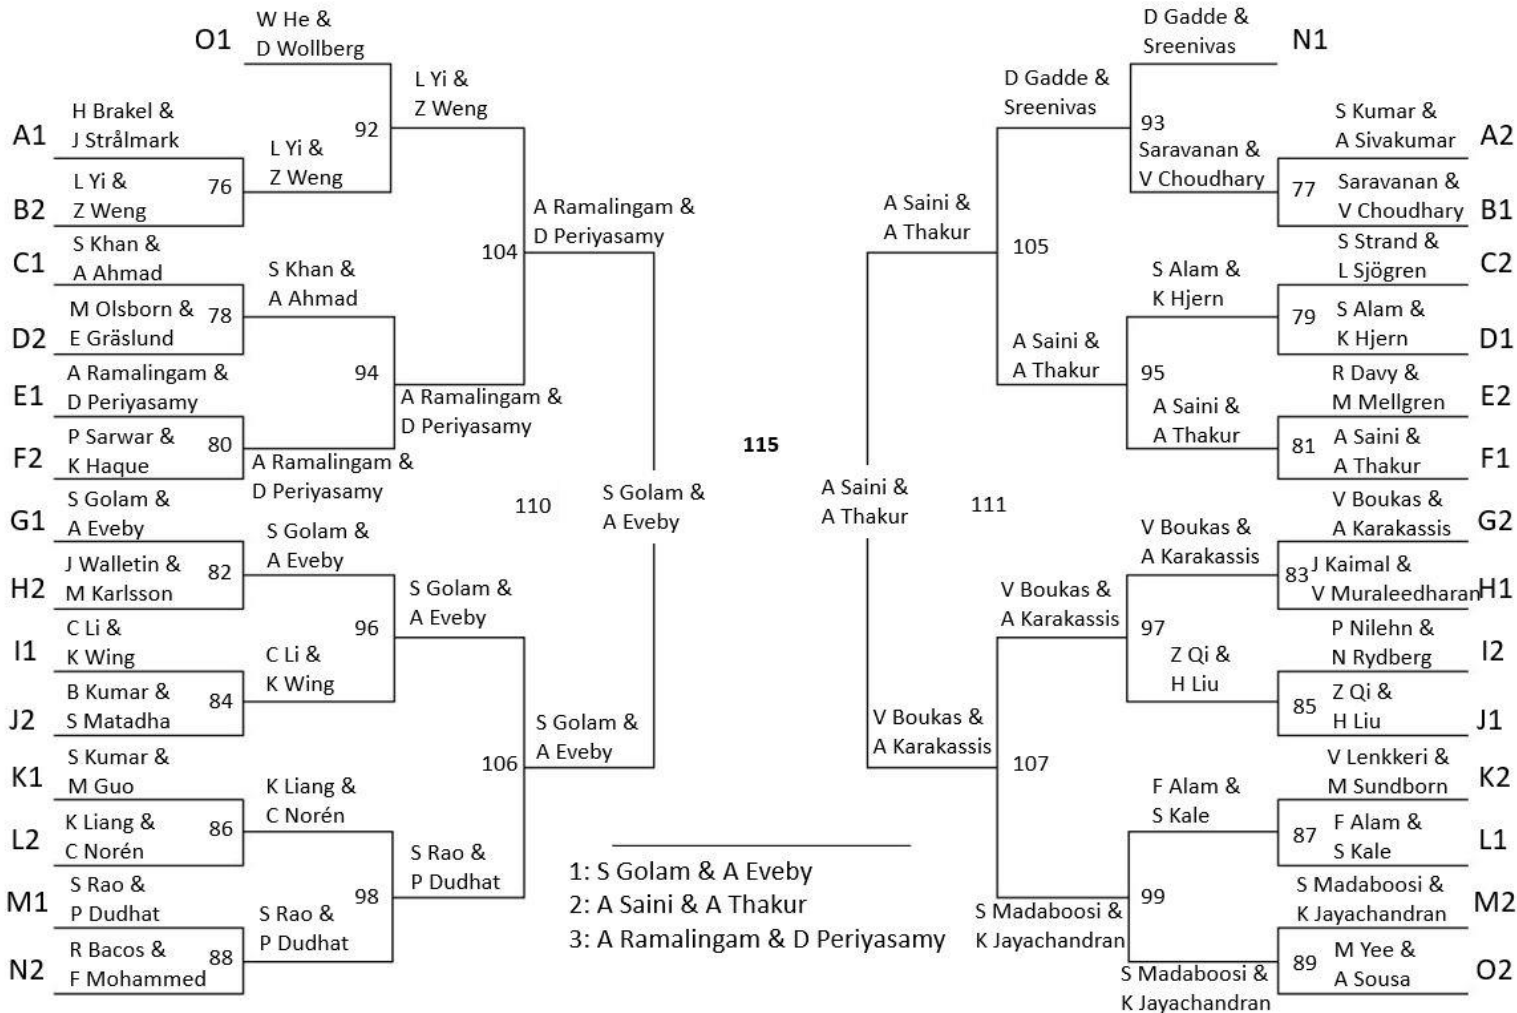 O1
W He &
D Wollberg
A1
H Brakel &
J Strålmark
92
L Yi &
Z Weng
B2
L Yi &
Z Weng
76
L Yi &
Z Weng
C1
S Khan &
A Ahmad
104
A Ramalingam &
D Periyasamy
D2
M Olsborn &
E Gräslund
78
S Khan &
A Ahmad
E1
A Ramalingam &
D Periyasamy
94
A Ramalingam &
D Periyasamy
F2
P Sarwar &
K Haque
80
A Ramalingam &
D Periyasamy
G1
S Golam &
A Eveby
110
S Golam &
A Eveby
H2
J Walletin &
M Karlsson
82
S Golam &
A Eveby
I1
C Li &
K Wing
96
S Golam &
A Eveby
J2
B Kumar &
S Matadha
84
C Li &
K Wing
K1
S Kumar &
M Guo
106
S Golam &
A Eveby
L2
K Liang &
C Norén
86
K Liang &
C Norén
M1
S Rao &
P Dudhat
98
S Rao &
P Dudhat
N2
R Bacos &
F Mohammed
88
S Rao &
P Dudhat
115
1: S Golam & A Eveby
2: A Saini & A Thakur
3: A Ramalingam & D Periyasamy
D Gadde &
Sreenivas
N1
D Gadde &
Sreenivas
93
S Kumar &
A Sivakumar
A2
Saravanan &
V Choudhary
77
Saravanan &
V Choudhary
B1
A Saini &
A Thakur
105
S Strand &
L Sjögren
C2
S Alam &
K Hjern
79
S Alam &
K Hjern
D1
A Saini &
A Thakur
95
R Davy &
M Mellgren
E2
A Saini &
A Thakur
81
A Saini &
A Thakur
F1
A Saini &
A Thakur
111
V Boukas &
A Karakassis
G2
V Boukas &
A Karakassis
83
J Kaimal &
V Muraleedharan
H1
V Boukas &
A Karakassis
97
P Nilehn &
N Rydberg
I2
Z Qi &
H Liu
85
Z Qi &
H Liu
J1
V Boukas &
A Karakassis
107
V Lenkkeri &
M Sundborn
K2
F Alam &
S Kale
87
F Alam &
S Kale
L1
S Madaboosi &
K Jayachandran
99
S Madaboosi &
K Jayachandran
M2
S Madaboosi &
K Jayachandran
89
M Yee &
A Sousa
O2